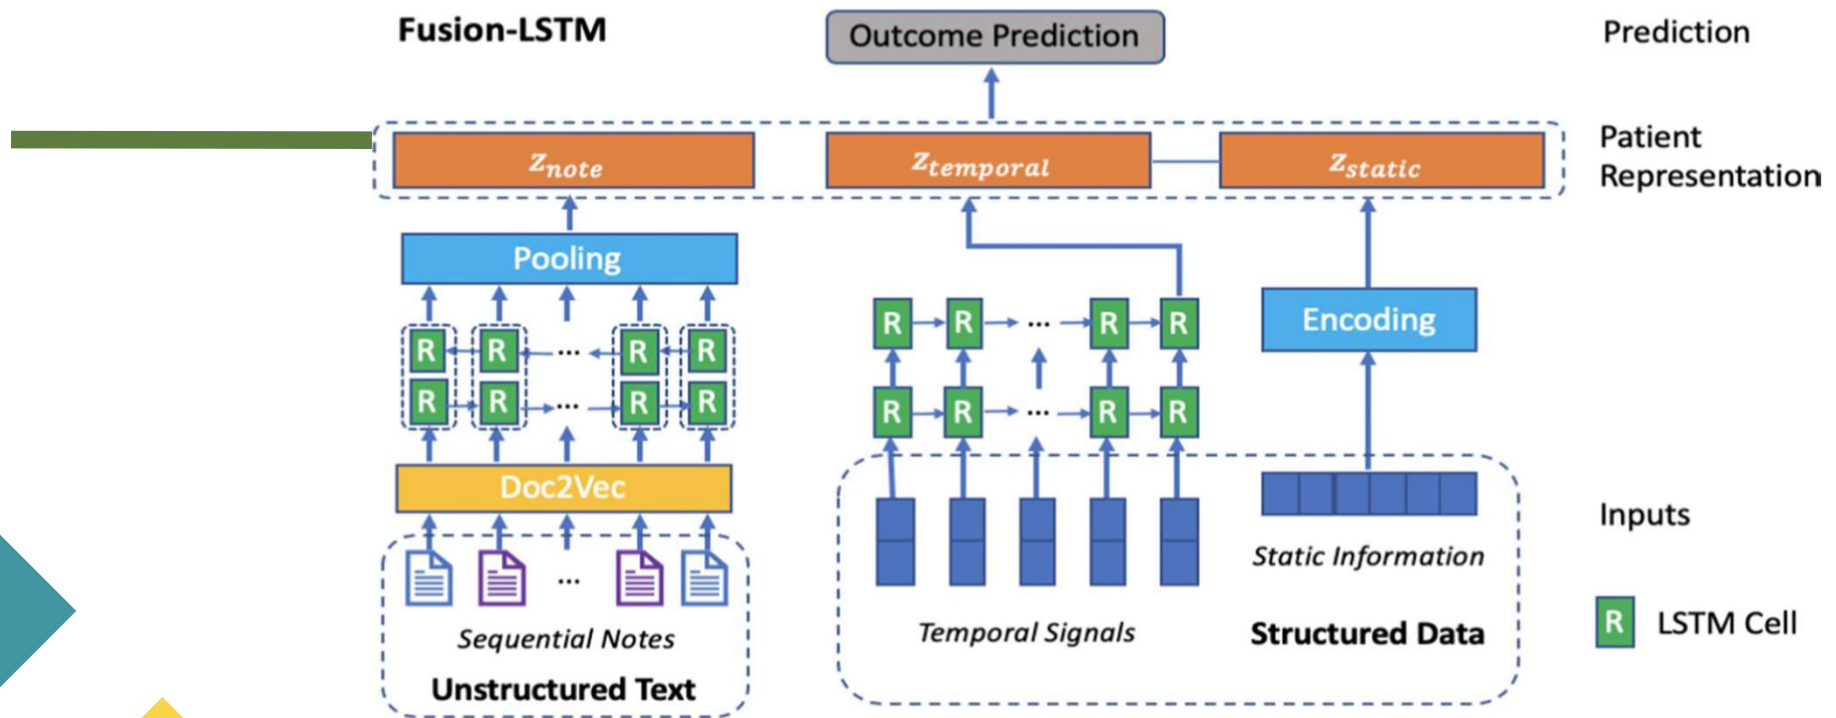 Fusion-LSTM
Outcome Prediction
Prediction
z_note
z_temporal
z_static
Patient
Representation
Pooling
R R ... R R
R R ... R R
Doc2Vec
...
Sequential Notes
Unstructured Text
R R ... R R
R R ... R R
Temporal Signals
Encoding
Static Information
Structured Data
Inputs
R LSTM Cell